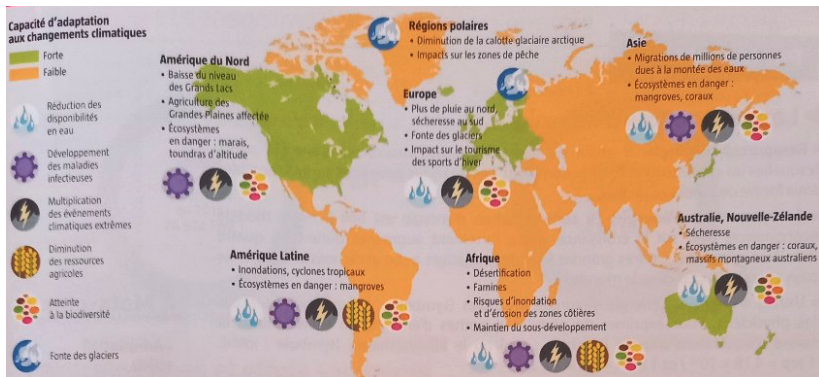 Capacité d'adaptation
aux changements climatiques
Forte
Faible
Réduction des
disponibilités
en eau
Développement
des maladies
infectieuses
Multiplication
des événements
climatiques extrêmes
Diminution
des ressources
agricoles
Atteinte
à la biodiversité
Fonte des glaciers
Amérique du Nord
• Baisse du niveau
des Grands Lacs
• Agriculture des
Grandes Plaines affectée
• Écosystèmes
en danger : marais,
toundras d'altitude
Régions polaires
• Diminution de la calotte glaciaire arctique
• Impacts sur les zones de pêche
Europe
• Plus de pluie au nord,
sécheresse au sud
• Fonte des glaciers
• Impact sur le tourisme
des sports d'hiver
Asie
• Migrations de millions de personnes
dues à la montée des eaux
• Écosystèmes en danger :
mangroves, coraux
Amérique Latine
• Inondations, cyclones tropicaux
• Écosystèmes en danger : mangroves
Afrique
• Désertification
• Famines
• Risques d'inondation
et d'érosion des zones côtières
• Maintien du sous-développement
Australie, Nouvelle-Zélande
• Sécheresse
• Écosystèmes en danger : coraux,
massifs montagneux australiens